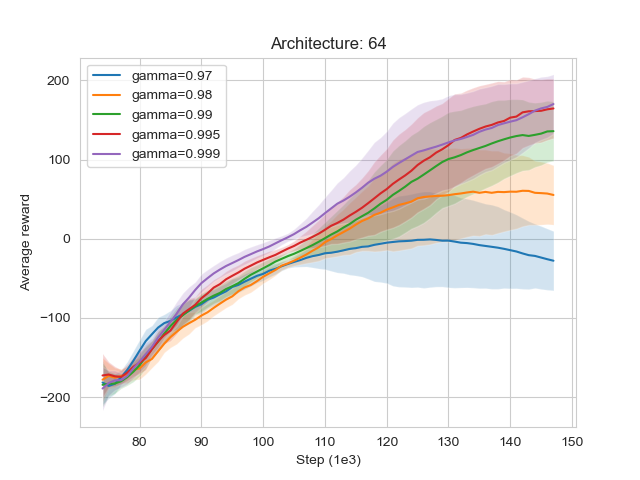 Architecture: 64
gamma=0.97
gamma=0.98
gamma=0.99
gamma=0.995
gamma=0.999
200
100
0
−100
−200
Average reward
80 90 100 110 120 130 140 150
Step (1e3)